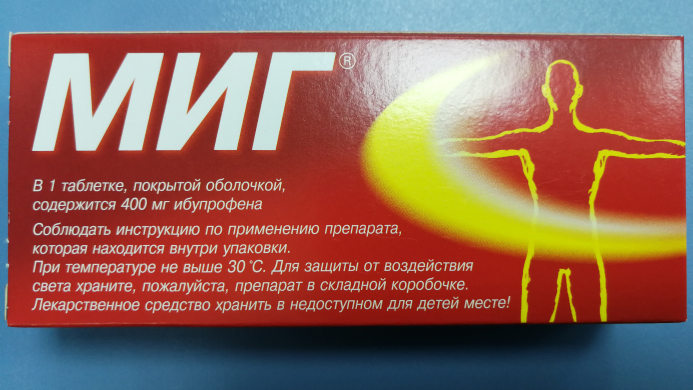 МИГ®
В 1 таблетке, покрытой оболочкой,
содержится 400 мг ибупрофена
Соблюдать инструкцию по применению препарата,
которая находится внутри упаковки.
При температуре не выше 30 °С. Для защиты от воздействия
света храните, пожалуйста, препарат в складной коробочке.
Лекарственное средство хранить в недоступном для детей месте!